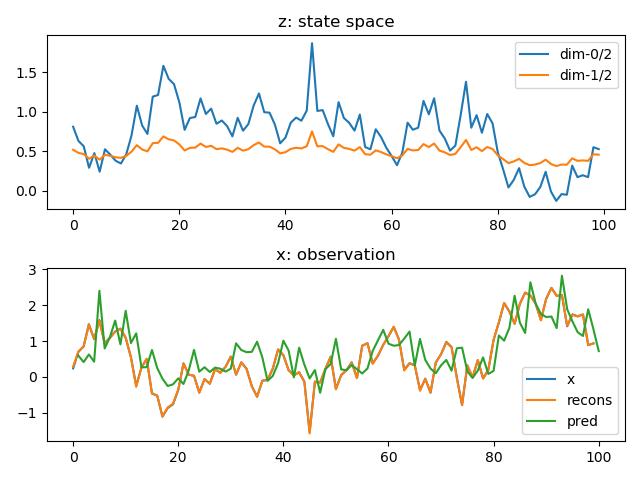 z: state space
dim-0/2
dim-1/2
1.5
1.0
0.5
0.0
0 20 40 60 80 100
x: observation
3
2
1
0
−1
x
recons
pred
0 20 40 60 80 100